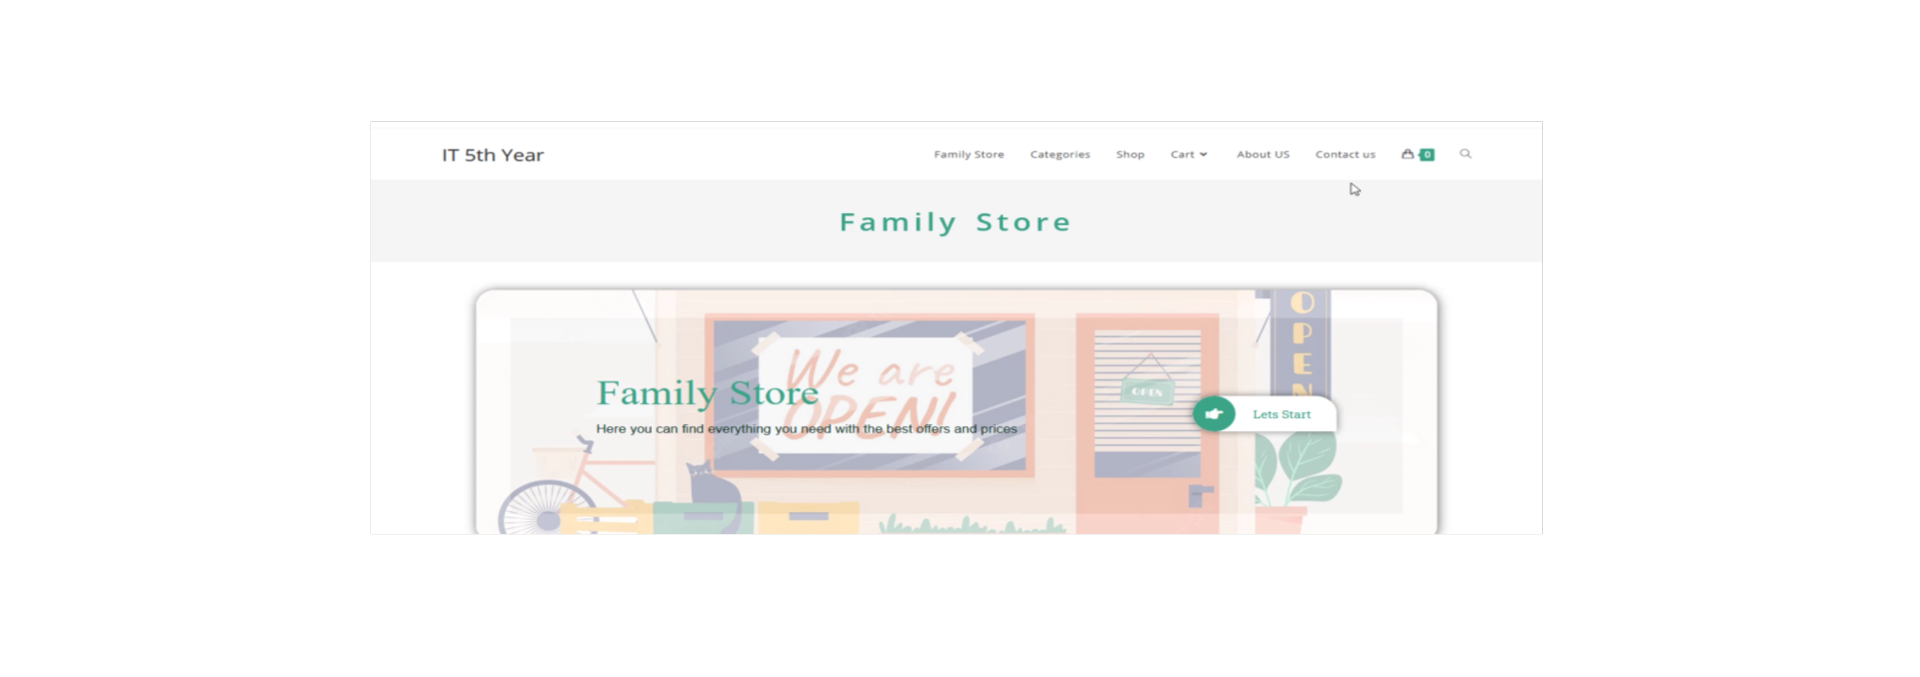 IT 5th Year
Family Store Categories Shop Cart About US Contact us 0
Family Store
We are
OPEN!
OPEN
OPEN
Family Store
Here you can find everything you need with the best offers and prices
Lets Start